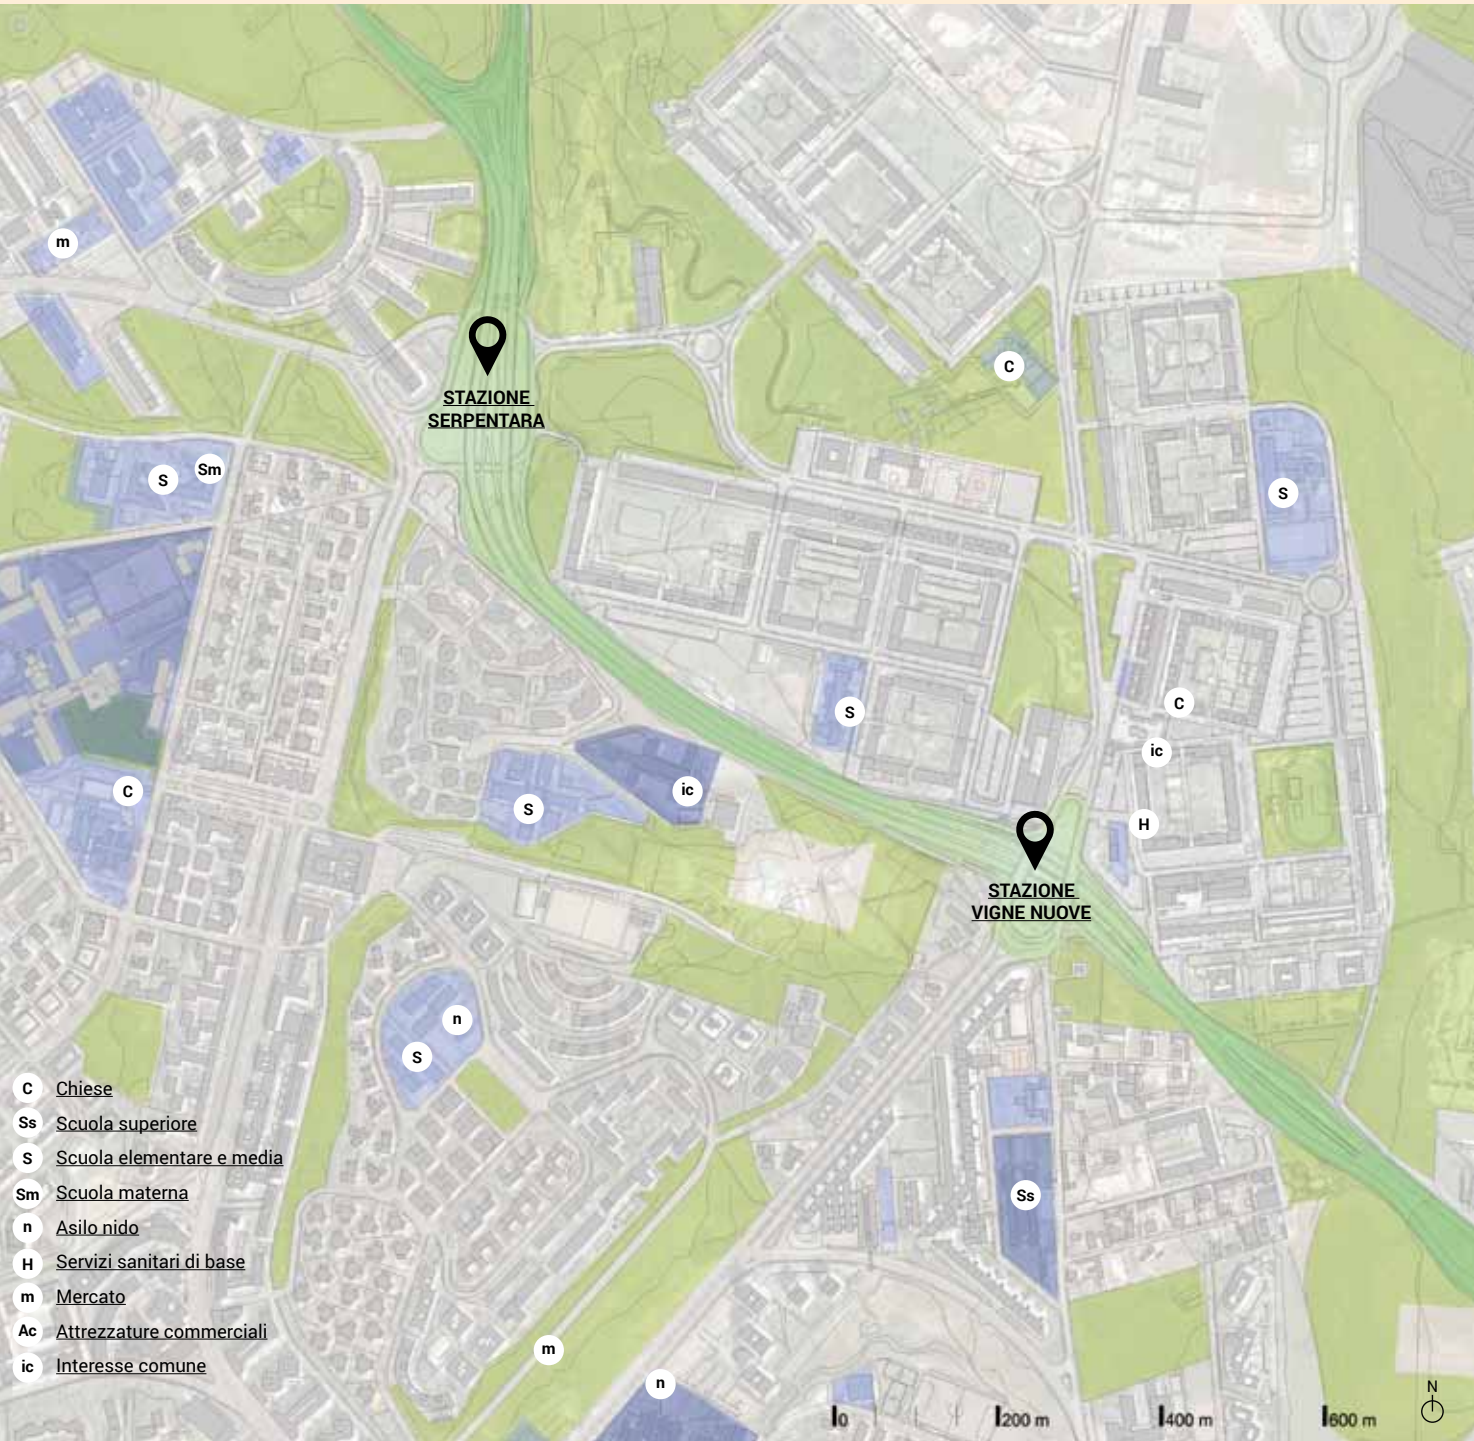 m
STAZIONE
SERPENTARA
C
S
Sm
S
S
C
ic
C
S
ic
H
STAZIONE
VIGNE NUOVE
n
S
Ss
m
n
C Chiese
Ss Scuola superiore
S Scuola elementare e media
Sm Scuola materna
n Asilo nido
H Servizi sanitari di base
m Mercato
Ac Attrezzature commerciali
ic Interesse comune
0 200 m 400 m 600 m
N